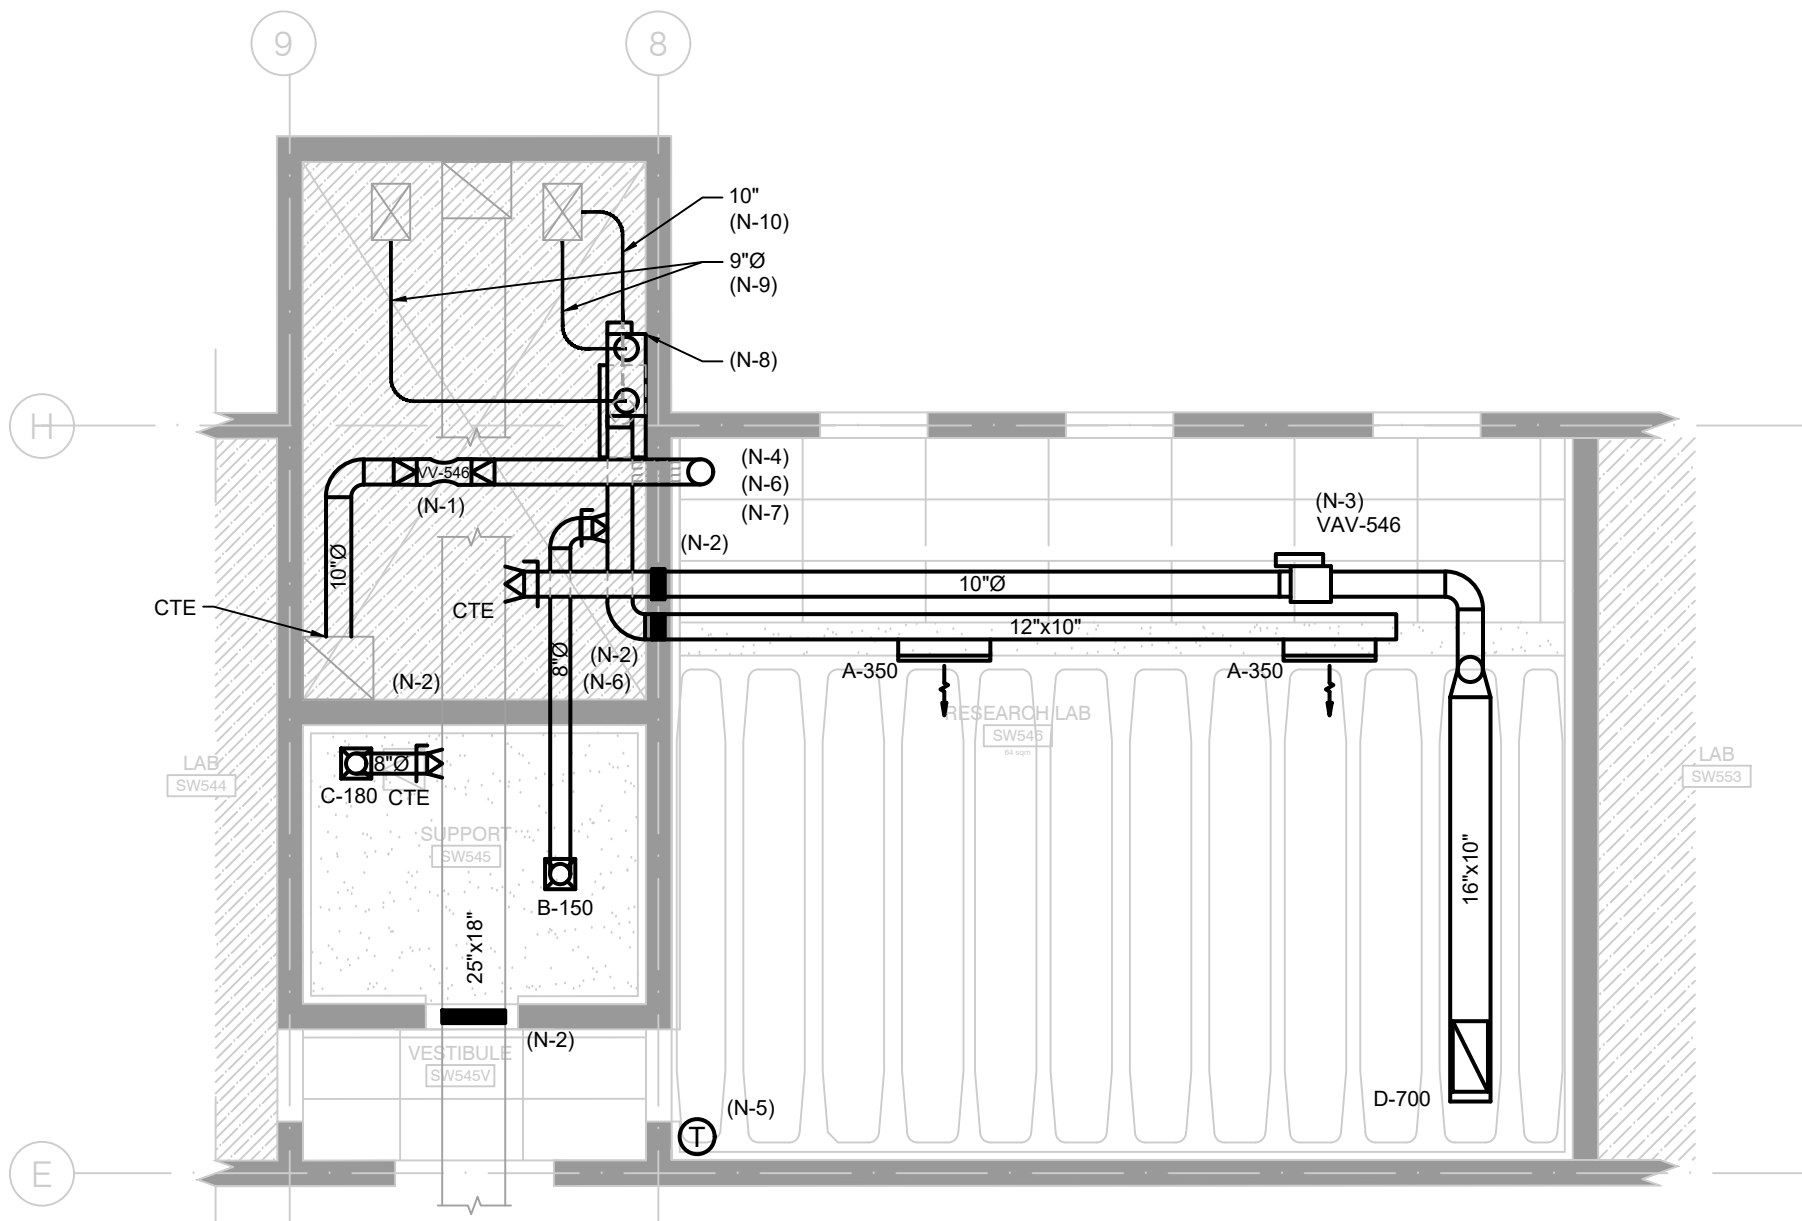 9
8
10"
(N-10)
9"Ø
(N-9)
(N-8)
H
VV-546
(N-1)
(N-4)
(N-6)
(N-7)
(N-3)
VAV-546
(N-2)
10"Ø
10"Ø
CTE
CTE
12"x10"
8"Ø
(N-2)
(N-6)
(N-2)
A-350
A-350
RESEARCH LAB
SW546
64 sqm
LAB
SW544
LAB
SW553
8"Ø
C-180
CTE
SUPPORT
SW545
16"x10"
B-150
25"x18"
(N-2)
VESTIBULE
SW545V
D-700
(N-5)
T
E